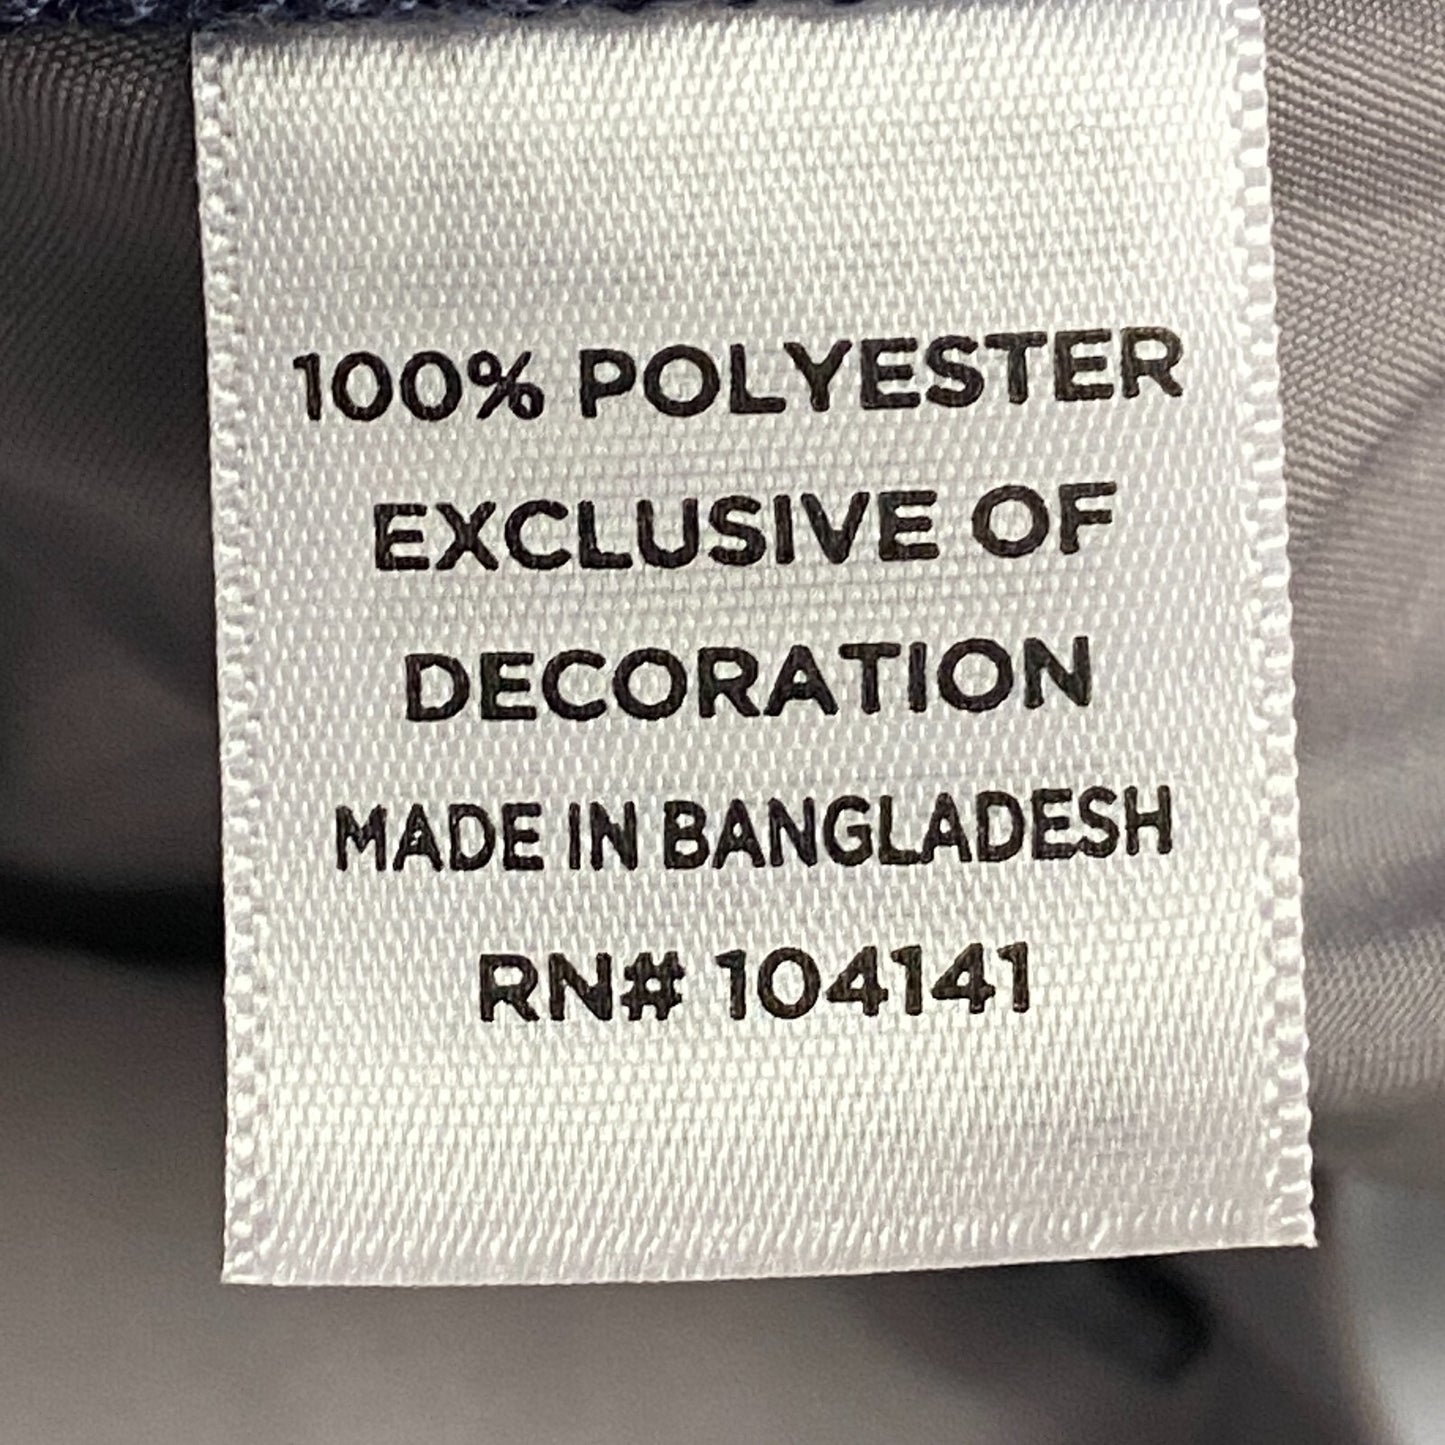 100% POLYESTER
EXCLUSIVE OF
DECORATION
MADE IN BANGLADESH
RN# 104141